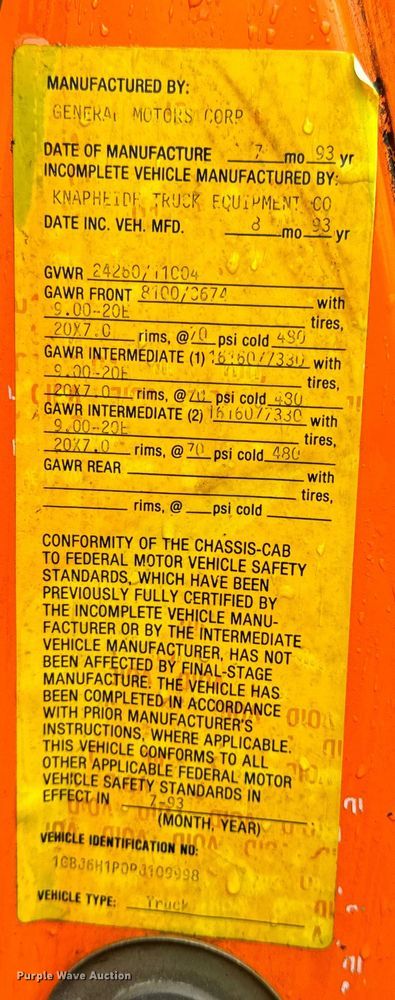 MANUFACTURED BY:
GENERAL MOTORS CORP
DATE OF MANUFACTURE 7 mo 93 yr
INCOMPLETE VEHICLE MANUFACTURED BY:
KNAPHEIDE TRUCK EQUIPMENT CO
DATE INC. VEH. MFD. 8 mo 93 yr
GVWR 24260/11004
GAWR FRONT 8100/3674 with
9.00-20E tires,
20X7.0 rims, @ 70 psi cold 480
GAWR INTERMEDIATE (1) 16160/7330 with
9.00-20E tires,
20X7.0 rims, @ 70 psi cold 480
GAWR INTERMEDIATE (2) 16160/7330 with
9.00-20E tires,
20X7.0 rims, @ 70 psi cold 480
GAWR REAR with
tires,
rims, @ psi cold
CONFORMITY OF THE CHASSIS-CAB
TO FEDERAL MOTOR VEHICLE SAFETY
STANDARDS, WHICH HAVE BEEN
PREVIOUSLY FULLY CERTIFIED BY
THE INCOMPLETE VEHICLE MANU-
FACTURER OR BY THE INTERMEDIATE
VEHICLE MANUFACTURER, HAS NOT
BEEN AFFECTED BY FINAL-STAGE
MANUFACTURE. THE VEHICLE HAS
BEEN COMPLETED IN ACCORDANCE
WITH PRIOR MANUFACTURER'S
INSTRUCTIONS, WHERE APPLICABLE.
THIS VEHICLE CONFORMS TO ALL
OTHER APPLICABLE FEDERAL MOTOR
VEHICLE SAFETY STANDARDS IN
EFFECT IN 7-93
(MONTH, YEAR)
VEHICLE IDENTIFICATION NO:
1GBJ6H1P0PJ109998
VEHICLE TYPE: Truck
Purple Wave Auction